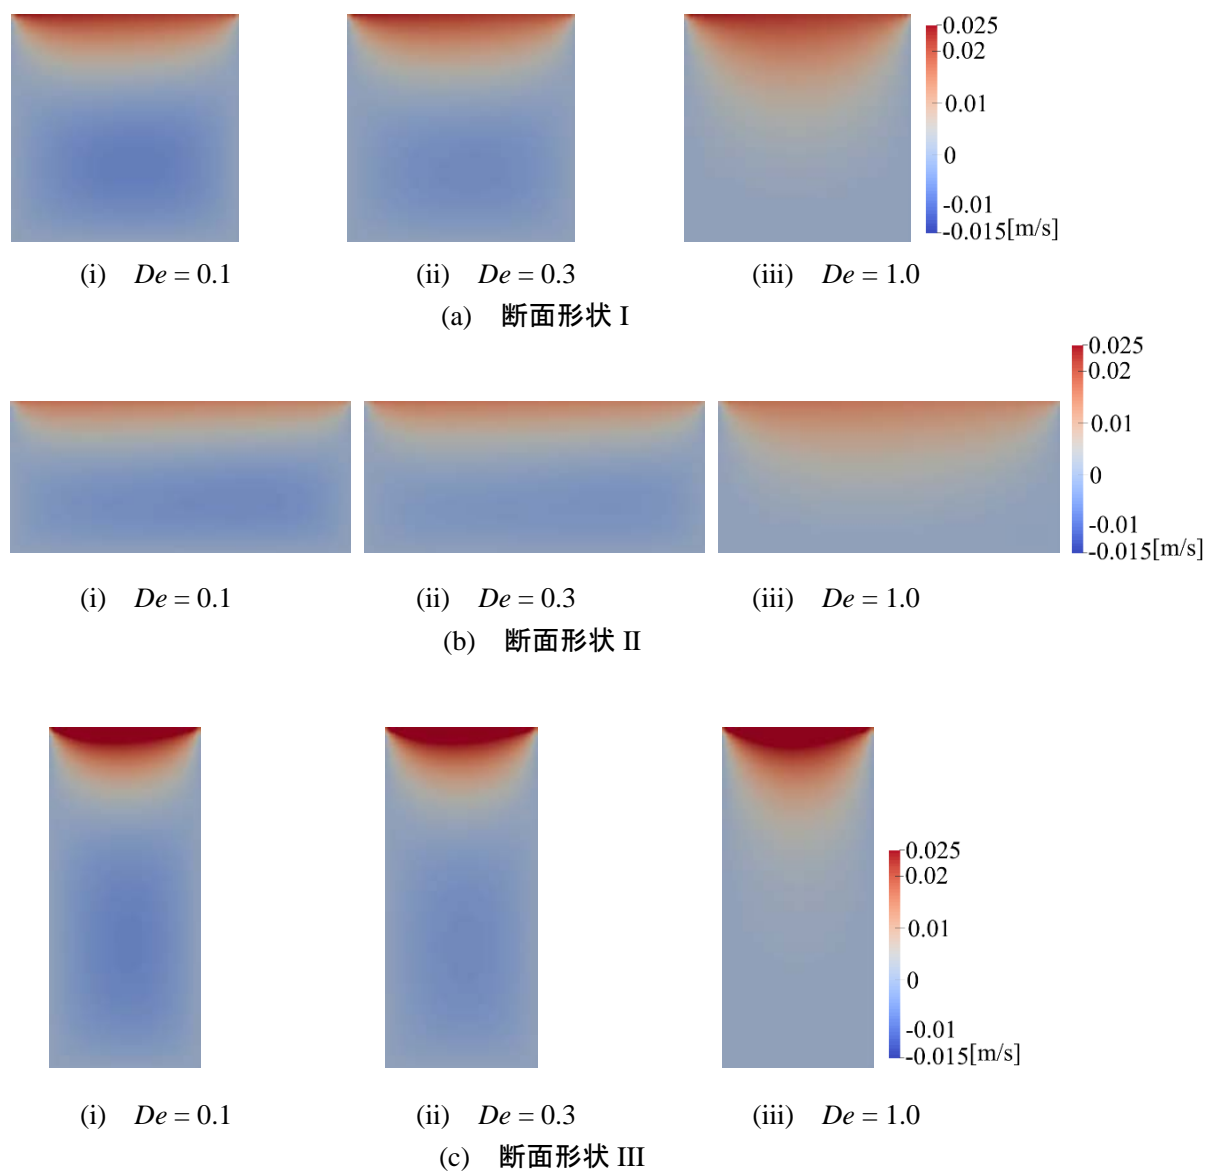 0.025
0.02
0.01
0
-0.01
-0.015[m/s]
(i) De = 0.1 (ii) De = 0.3 (iii) De = 1.0
(a) 断面形状 I
0.025
0.02
0.01
0
-0.01
-0.015[m/s]
(i) De = 0.1 (ii) De = 0.3 (iii) De = 1.0
(b) 断面形状 II
0.025
0.02
0.01
0
-0.01
-0.015[m/s]
(i) De = 0.1 (ii) De = 0.3 (iii) De = 1.0
(c) 断面形状 III